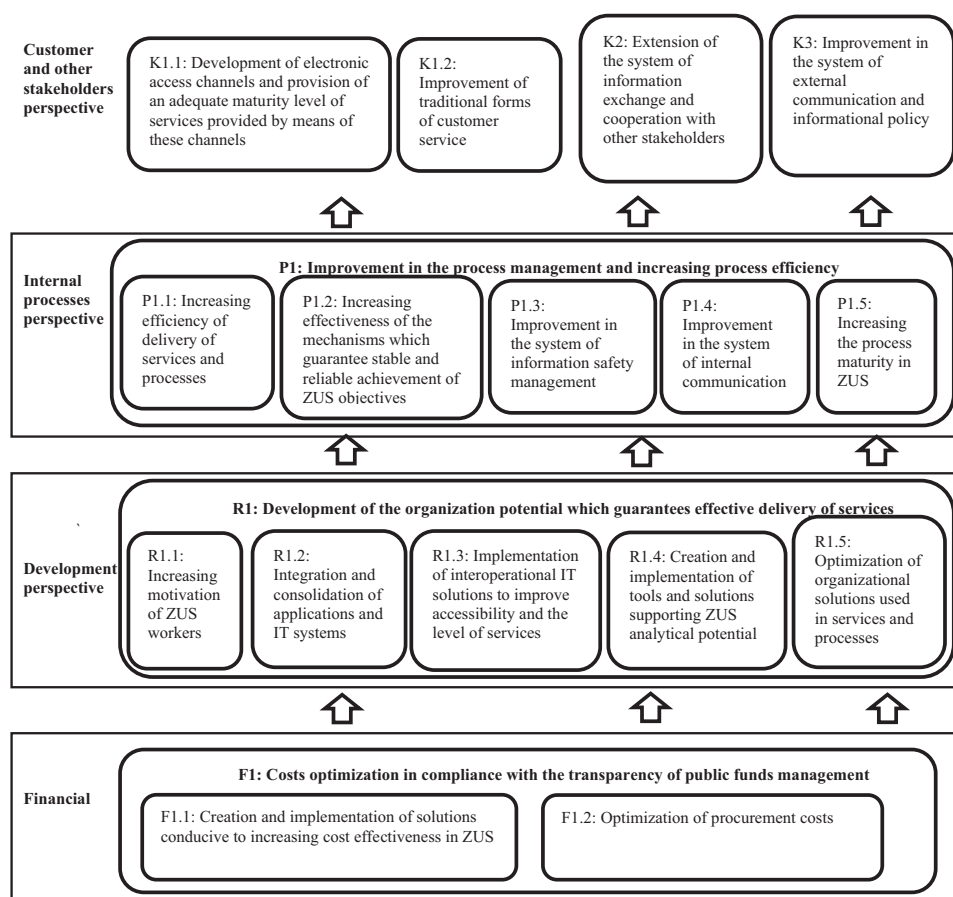 Customer
and other
stakeholders
perspective
K1.1: Development of electronic
access channels and provision of
an adequate maturity level of
services provided by means of
these channels
K1.2:
Improvement of
traditional forms
of customer
service
K2: Extension of
the system of
information
exchange and
cooperation with
other stakeholders
K3: Improvement in
the system of
external
communication and
informational policy
Internal
processes
perspective
P1: Improvement in the process management and increasing process efficiency
P1.1: Increasing
efficiency of
delivery of
services and
processes
P1.2: Increasing
effectiveness of the
mechanisms which
guarantee stable and
reliable achievement of
ZUS objectives
P1.3:
Improvement in
the system of
information safety
management
P1.4:
Improvement
in the system
of internal
communication
P1.5:
Increasing
the process
maturity in
ZUS
Development
perspective
R1: Development of the organization potential which guarantees effective delivery of services
R1.1:
Increasing
motivation
of ZUS
workers
R1.2:
Integration and
consolidation of
applications and
IT systems
R1.3: Implementation
of interoperational IT
solutions to improve
accessibility and the
level of services
R1.4: Creation and
implementation of
tools and solutions
supporting ZUS
analytical potential
R1.5:
Optimization of
organizational
solutions used
in services and
processes
Financial
F1: Costs optimization in compliance with the transparency of public funds management
F1.1: Creation and implementation of solutions
conducive to increasing cost effectiveness in ZUS
F1.2: Optimization of procurement costs